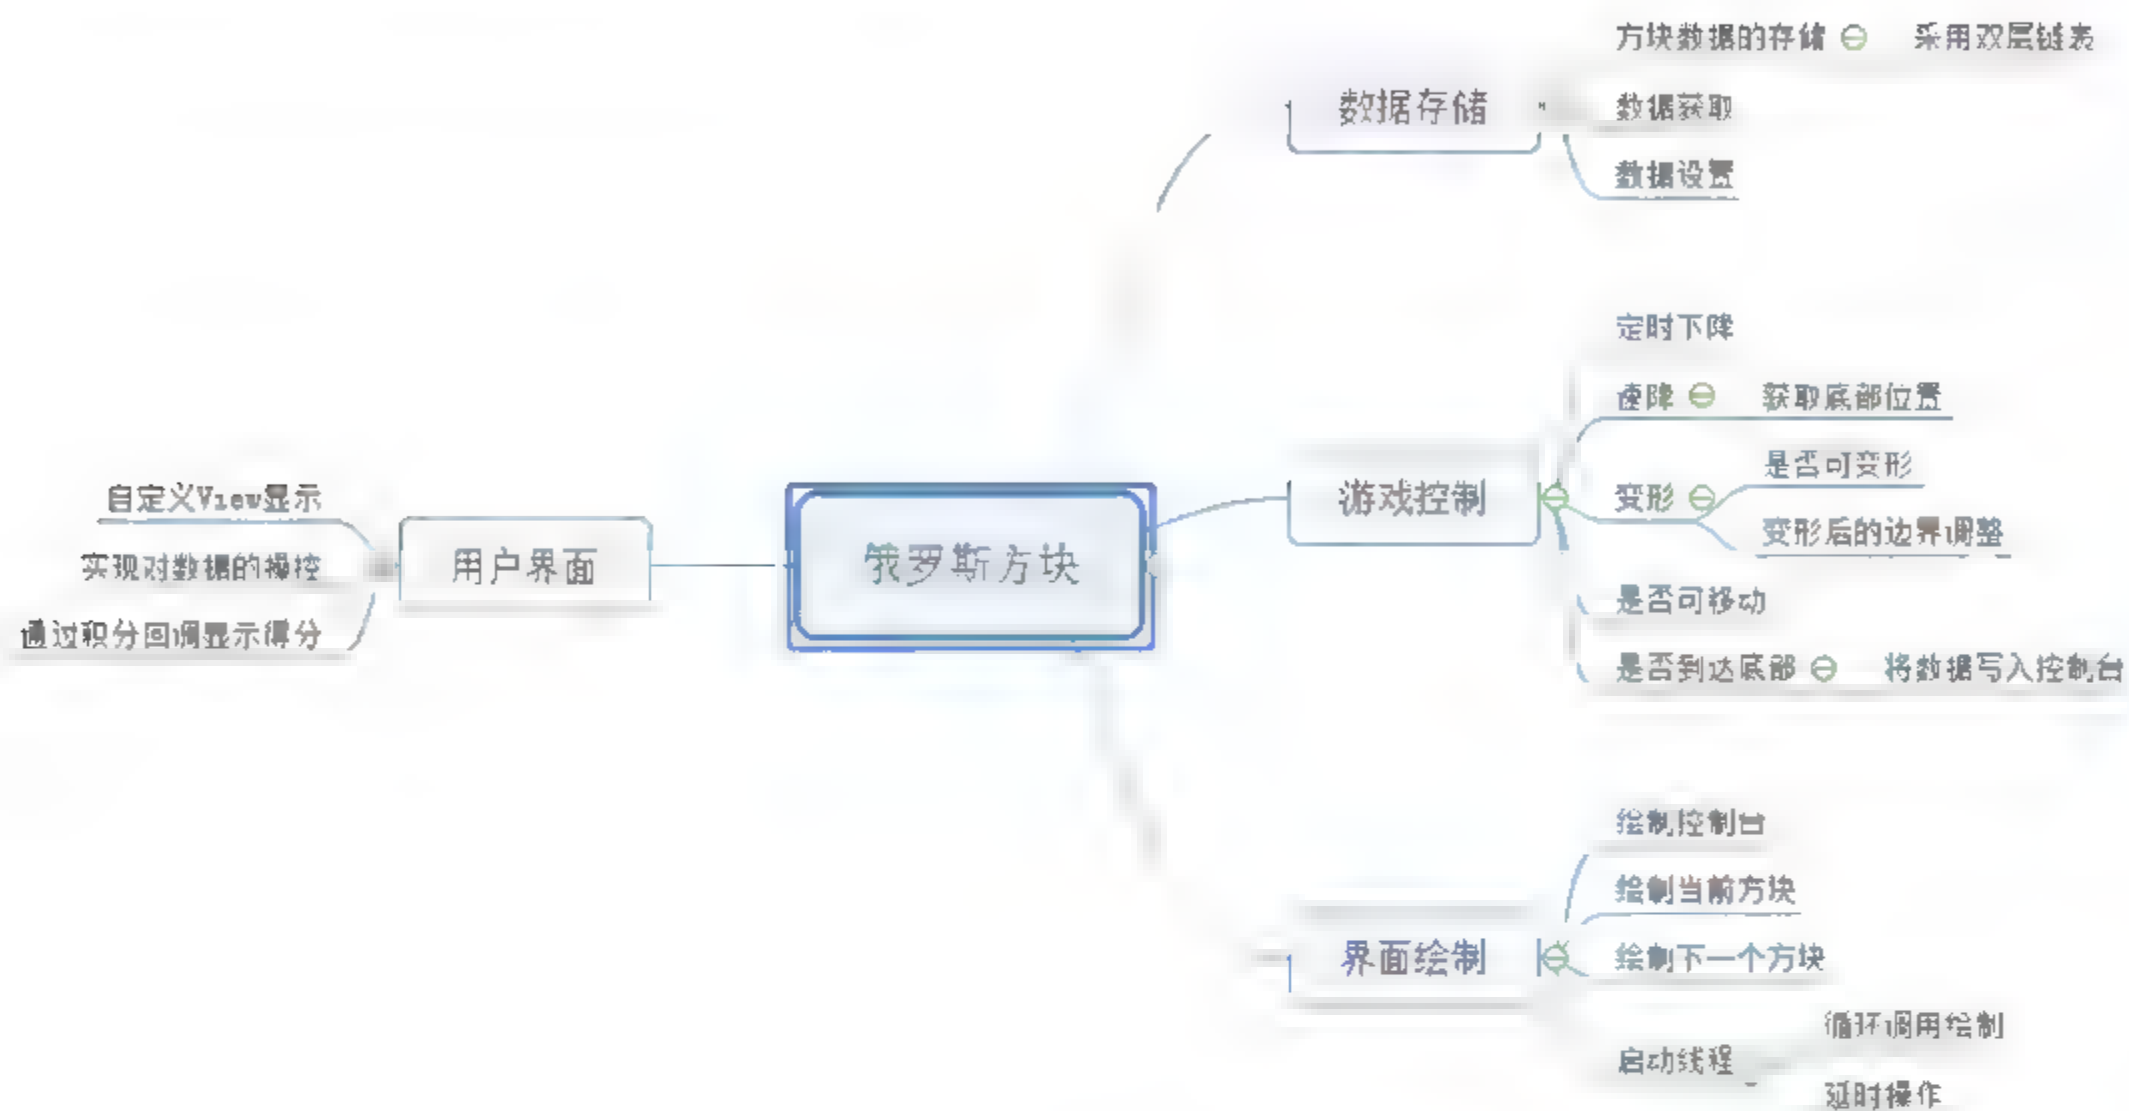 方块数据的存储 采用双层链表
数据存储
数据获取
数据设置
定时下降
速降 获取底部位置
游戏控制
变形
是否可变形
变形后的边界调整
是否可移动
是否到达底部 将数据写入控制台
俄罗斯方块
用户界面
自定义View显示
实现对数据的操控
通过积分回调显示得分
界面绘制
绘制控制台
绘制当前方块
绘制下一个方块
启动线程
循环调用绘制
延时操作